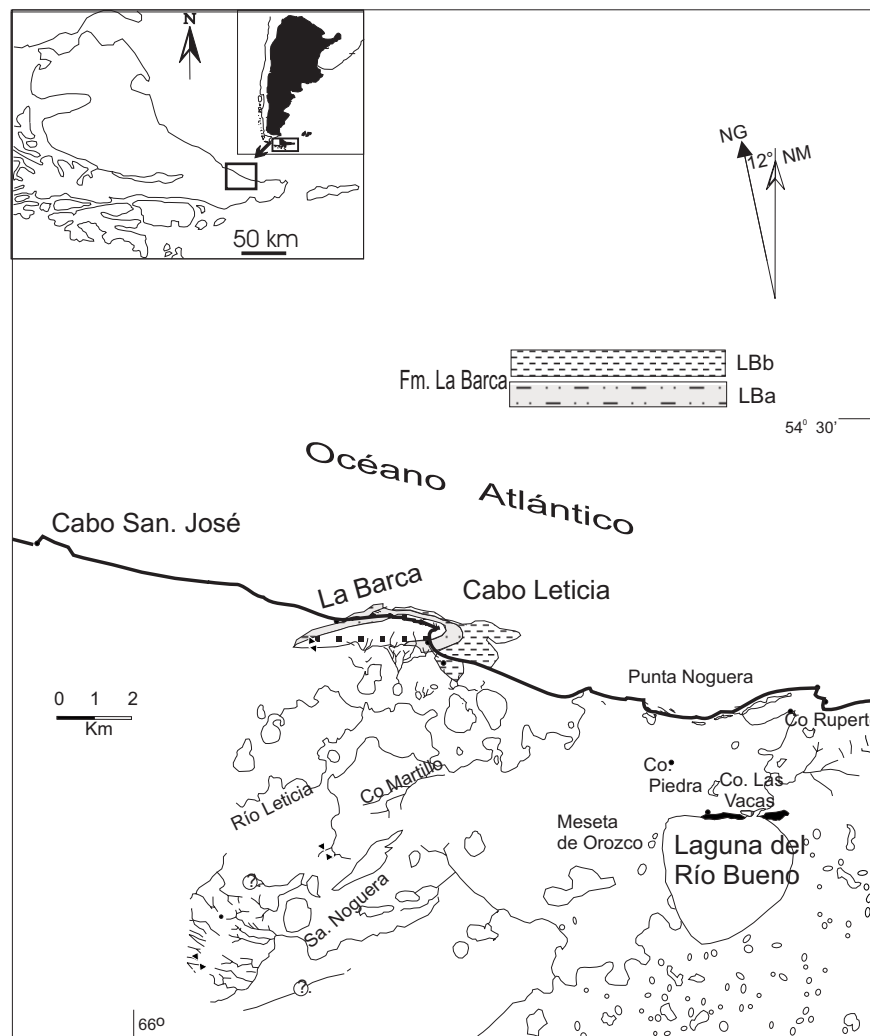 N
50 km
NG
12° NM
LBb
Fm. La Barca
LBa
54° 30'
Océano Atlántico
Cabo San. José
La Barca
Cabo Leticia
0 1 2
Km
Punta Noguera
Co Ruperto
Co.
Piedra
Co. Las
Vacas
Río Leticia
Co Martillo
Meseta
de Orozco
Laguna del
Río Bueno
?
Sa. Noguera
?
66º